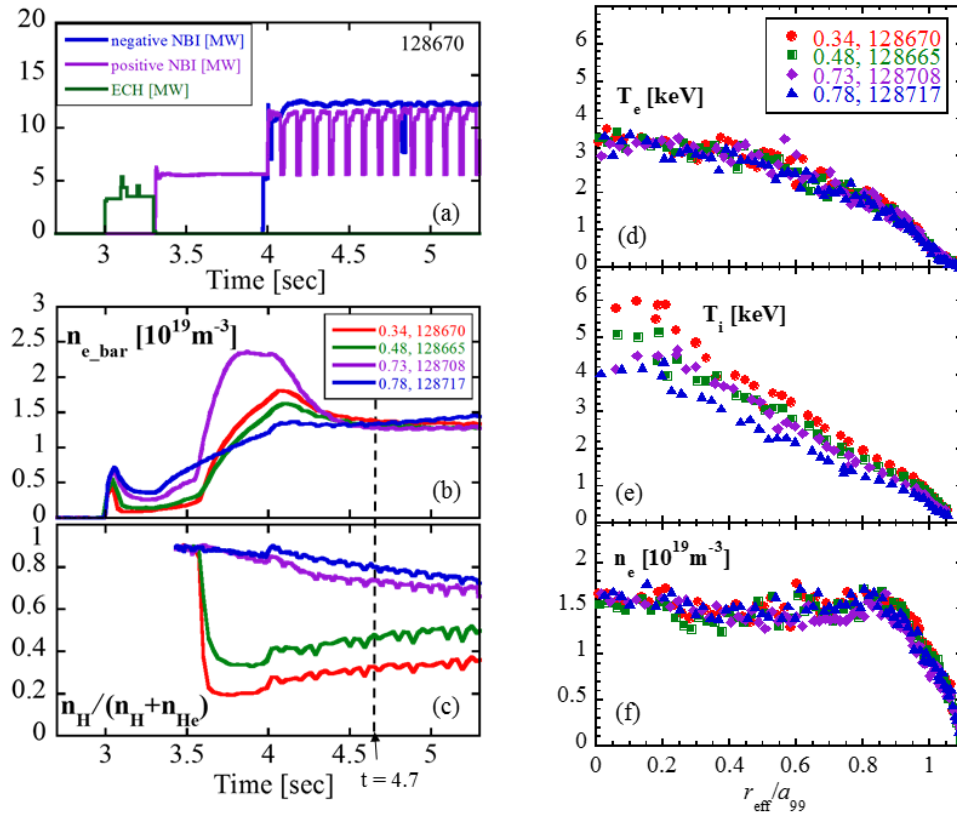 20
15
10
5
0
negative NBI [MW]
positive NBI [MW]
ECH [MW]
128670
(a)
3 3.5 4 4.5 5
Time [sec]
3
2.5
2
1.5
1
0.5
0
n_e_bar [10^19 m^-3]
0.34, 128670
0.48, 128665
0.73, 128708
0.78, 128717
(b)
1
0.8
0.6
0.4
0.2
0
n_H/(n_H+n_He)
(c)
3 3.5 4 4.5 5
Time [sec]
t = 4.7
6
5
4
3
2
1
0
T_e [keV]
0.34, 128670
0.48, 128665
0.73, 128708
0.78, 128717
(d)
6
5
4
3
2
1
0
T_i [keV]
(e)
2
1.5
1
0.5
0
n_e [10^19 m^-3]
(f)
0 0.2 0.4 0.6 0.8 1
r_eff/a_99